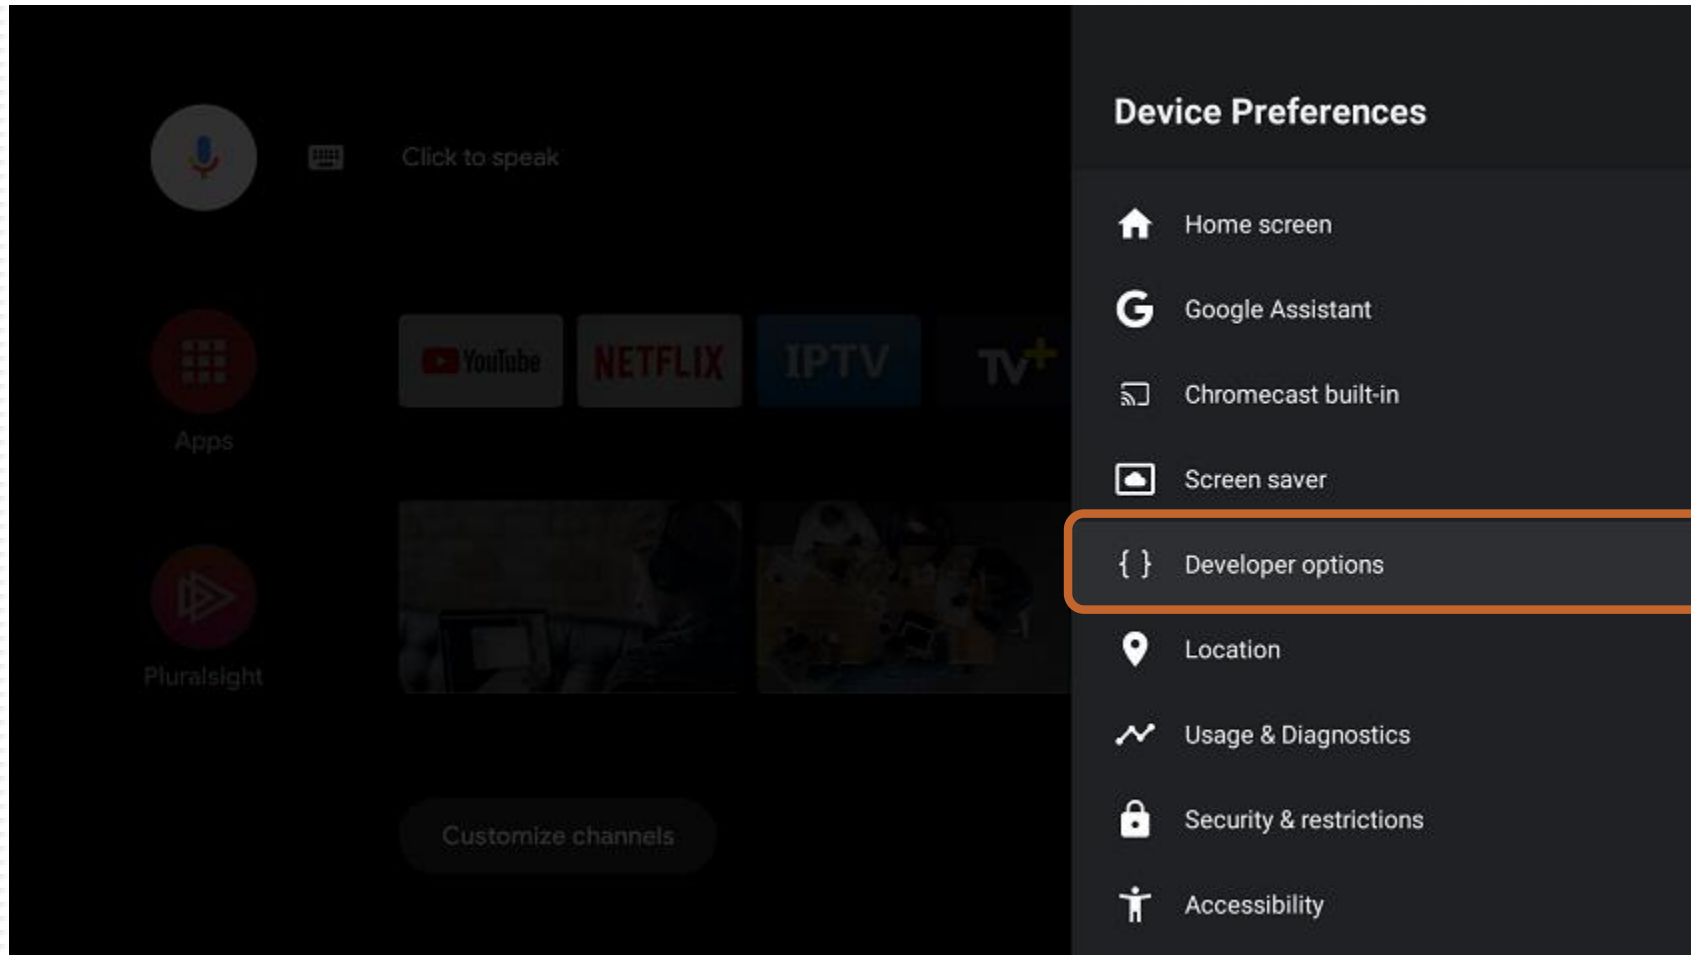 Click to speak
Apps
YouTube
NETFLIX
IPTV
TV+
Pluralsight
Customize channels
Device Preferences
Home screen
Google Assistant
Chromecast built-in
Screen saver
{ } Developer options
Location
Usage & Diagnostics
Security & restrictions
Accessibility